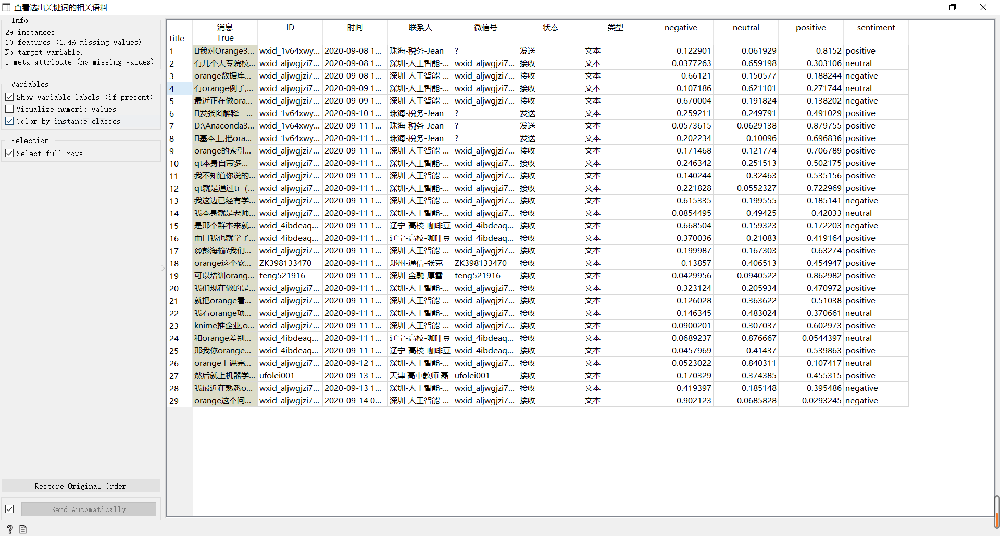 查看选出关键词的相关语料
Info
29 instances
10 features (1.4% missing values)
No target variable.
1 meta attribute (no missing values)
Variables
Show variable labels (if present)
Visualize numeric values
Color by instance classes
Selection
Select full rows
Restore Original Order
Send Automatically
title 消息 ID 时间 联系人 微信号 状态 类型 negative neutral positive sentiment
True
1 我对Orange3... wxid_1v64xwy... 2020-09-08 1... 珠海-税务-Jean ? 发送 文本 0.122901 0.061929 0.8152 positive
2 有几个大专院校... wxid_aljwgjzi7... 2020-09-08 1... 深圳-人工智能-... wxid_aljwgjzi7... 接收 文本 0.0377263 0.659198 0.303106 neutral
3 orange数据库... wxid_aljwgjzi7... 2020-09-08 1... 深圳-人工智能-... wxid_aljwgjzi7... 接收 文本 0.66121 0.150577 0.188244 negative
4 有orange例子,... wxid_aljwgjzi7... 2020-09-09 1... 深圳-人工智能-... wxid_aljwgjzi7... 接收 文本 0.107186 0.621101 0.271744 neutral
5 最近正在做ora... wxid_aljwgjzi7... 2020-09-09 1... 深圳-人工智能-... wxid_aljwgjzi7... 接收 文本 0.670004 0.191824 0.138202 negative
6 发张图解释一... wxid_1v64xwy... 2020-09-10 1... 珠海-税务-Jean ? 发送 文本 0.259211 0.249791 0.491029 positive
7 D:\Anaconda3... wxid_1v64xwy... 2020-09-11 1... 珠海-税务-Jean ? 发送 文本 0.0573615 0.0629138 0.879755 positive
8 基本上,把ora... wxid_1v64xwy... 2020-09-11 1... 珠海-税务-Jean ? 发送 文本 0.202234 0.10096 0.696836 positive
9 orange的索引... wxid_aljwgjzi7... 2020-09-11 1... 深圳-人工智能-... wxid_aljwgjzi7... 接收 文本 0.171468 0.121774 0.706789 positive
10 qt本身自带多... wxid_aljwgjzi7... 2020-09-11 1... 深圳-人工智能-... wxid_aljwgjzi7... 接收 文本 0.246342 0.251513 0.502175 positive
11 我不知道你说的... wxid_aljwgjzi7... 2020-09-11 1... 深圳-人工智能-... wxid_aljwgjzi7... 接收 文本 0.140244 0.32463 0.535156 positive
12 qt就是通过tr（... wxid_aljwgjzi7... 2020-09-11 1... 深圳-人工智能-... wxid_aljwgjzi7... 接收 文本 0.221828 0.0552327 0.722969 positive
13 我这边已经有学... wxid_aljwgjzi7... 2020-09-11 1... 深圳-人工智能-... wxid_aljwgjzi7... 接收 文本 0.615335 0.199555 0.185141 negative
14 我本身就是老师... wxid_aljwgjzi7... 2020-09-11 1... 深圳-人工智能-... wxid_aljwgjzi7... 接收 文本 0.0854495 0.49425 0.42033 neutral
15 是那个群本来就... wxid_4ibdeaq... 2020-09-11 1... 辽宁-高校-咖啡豆 wxid_4ibdeaq... 接收 文本 0.668504 0.159323 0.172203 negative
16 而且我也就学了... wxid_4ibdeaq... 2020-09-11 1... 辽宁-高校-咖啡豆 wxid_4ibdeaq... 接收 文本 0.370036 0.21083 0.419164 positive
17 @彭海榆?我们... wxid_aljwgjzi7... 2020-09-11 1... 深圳-人工智能-... wxid_aljwgjzi7... 接收 文本 0.199987 0.167303 0.63274 positive
18 orange这个软... ZK398133470 2020-09-11 1... 郑州-通信-张克 ZK398133470 接收 文本 0.13857 0.406513 0.454947 positive
19 可以培训orang... teng521916 2020-09-11 1... 深圳-金融-厚雪 teng521916 接收 文本 0.0429956 0.0940522 0.862982 positive
20 我们现在做的是... wxid_aljwgjzi7... 2020-09-11 1... 深圳-人工智能-... wxid_aljwgjzi7... 接收 文本 0.323124 0.205934 0.470972 positive
21 就把orange看... wxid_aljwgjzi7... 2020-09-11 1... 深圳-人工智能-... wxid_aljwgjzi7... 接收 文本 0.126028 0.363622 0.51038 positive
22 我看orange项... wxid_aljwgjzi7... 2020-09-11 1... 深圳-人工智能-... wxid_aljwgjzi7... 接收 文本 0.146345 0.483024 0.370661 neutral
23 knime推企业,o... wxid_aljwgjzi7... 2020-09-11 1... 深圳-人工智能-... wxid_aljwgjzi7... 接收 文本 0.0900201 0.307037 0.602973 positive
24 和orange差别... wxid_4ibdeaq... 2020-09-11 1... 辽宁-高校-咖啡豆 wxid_4ibdeaq... 接收 文本 0.0689237 0.876667 0.0544397 neutral
25 那我你orange... wxid_4ibdeaq... 2020-09-11 1... 辽宁-高校-咖啡豆 wxid_4ibdeaq... 接收 文本 0.0457969 0.41437 0.539863 positive
26 orange上课完... wxid_aljwgjzi7... 2020-09-12 1... 深圳-人工智能-... wxid_aljwgjzi7... 接收 文本 0.0523022 0.840311 0.107417 neutral
27 然后就上机器学... ufolei001 2020-09-13 1... 天津 高中教师 磊 ufolei001 接收 文本 0.170329 0.374385 0.455315 positive
28 我最近在熟悉o... wxid_aljwgjzi7... 2020-09-13 1... 深圳-人工智能-... wxid_aljwgjzi7... 接收 文本 0.419397 0.185148 0.395486 negative
29 orange这个问... wxid_aljwgjzi7... 2020-09-14 0... 深圳-人工智能-... wxid_aljwgjzi7... 接收 文本 0.902123 0.0685828 0.0293245 negative